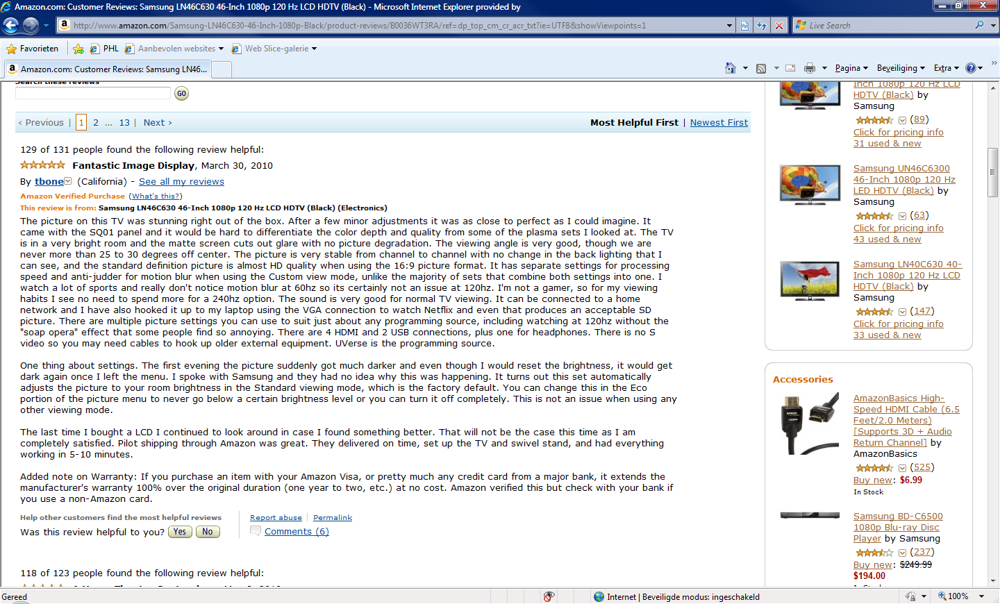 Amazon.com: Customer Reviews: Samsung LN46C630 46-Inch 1080p 120 Hz LCD HDTV (Black) - Microsoft Internet Explorer provided by
http://www.amazon.com/Samsung-LN46C630-46-Inch-1080p-Black/product-reviews/B0036WT3RA/ref=dp_top_cm_cr_acr_txt?ie=UTF8&showViewpoints=1
Live Search
Favorieten
PHL
Aanbevolen websites
Web Slice-galerie
Amazon.com: Customer Reviews: Samsung LN46...
Pagina
Beveiliging
Extra
Search these reviews
GO
‹ Previous | 1 2 ... 13 | Next ›
Most Helpful First | Newest First
129 of 131 people found the following review helpful:
Fantastic Image Display, March 30, 2010
By tbone (California) - See all my reviews
Amazon Verified Purchase (What's this?)
This review is from: Samsung LN46C630 46-Inch 1080p 120 Hz LCD HDTV (Black) (Electronics)
The picture on this TV was stunning right out of the box. After a few minor adjustments it was as close to perfect as I could imagine. It
came with the SQ01 panel and it would be hard to differentiate the color depth and quality from some of the plasma sets I looked at. The TV
is in a very bright room and the matte screen cuts out glare with no picture degradation. The viewing angle is very good, though we are
never more than 25 to 30 degrees off center. The picture is very stable from channel to channel with no change in the back lighting that I
can see, and the standard definition picture is almost HD quality when using the 16:9 picture format. It has separate settings for processing
speed and anti-judder for motion blur when using the Custom view mode, unlike the majority of sets that combine both settings into one. I
watch a lot of sports and really don't notice motion blur at 60hz so its certainly not an issue at 120hz. I'm not a gamer, so for my viewing
habits I see no need to spend more for a 240hz option. The sound is very good for normal TV viewing. It can be connected to a home
network and I have also hooked it up to my laptop using the VGA connection to watch Netflix and even that produces an acceptable SD
picture. There are multiple picture settings you can use to suit just about any programming source, including watching at 120hz without the
"soap opera" effect that some people find so annoying. There are 4 HDMI and 2 USB connections, plus one for headphones. There is no S
video so you may need cables to hook up older external equipment. UVerse is the programming source.
One thing about settings. The first evening the picture suddenly got much darker and even though I would reset the brightness, it would get
dark again once I left the menu. I spoke with Samsung and they had no idea why this was happening. It turns out this set automatically
adjusts the picture to your room brightness in the Standard viewing mode, which is the factory default. You can change this in the Eco
portion of the picture menu to never go below a certain brightness level or you can turn it off completely. This is not an issue when using any
other viewing mode.
The last time I bought a LCD I continued to look around in case I found something better. That will not be the case this time as I am
completely satisfied. Pilot shipping through Amazon was great. They delivered on time, set up the TV and swivel stand, and had everything
working in 5-10 minutes.
Added note on Warranty: If you purchase an item with your Amazon Visa, or pretty much any credit card from a major bank, it extends the
manufacturer's warranty 100% over the original duration (one year to two, etc.) at no cost. Amazon verified this but check with your bank if
you use a non-Amazon card.
Help other customers find the most helpful reviews
Was this review helpful to you? Yes No
Report abuse | Permalink
Comments (6)
118 of 123 people found the following review helpful:
Inch 1080p 120 Hz LCD
HDTV (Black) by
Samsung
(89)
Click for pricing info
31 used & new
Samsung UN46C6300
46-Inch 1080p 120 Hz
LED HDTV (Black) by
Samsung
(63)
Click for pricing info
43 used & new
Samsung LN40C630 40-
Inch 1080p 120 Hz LCD
HDTV (Black) by
Samsung
(147)
Click for pricing info
33 used & new
Accessories
AmazonBasics High-
Speed HDMI Cable (6.5
Feet/2.0 Meters)
[Supports 3D + Audio
Return Channel] by
AmazonBasics
(525)
Buy new: $6.99
In Stock
Samsung BD-C6500
1080p Blu-ray Disc
Player by Samsung
(237)
Buy new: $249.99
$194.00
Gereed
Internet | Beveiligde modus: ingeschakeld
100%